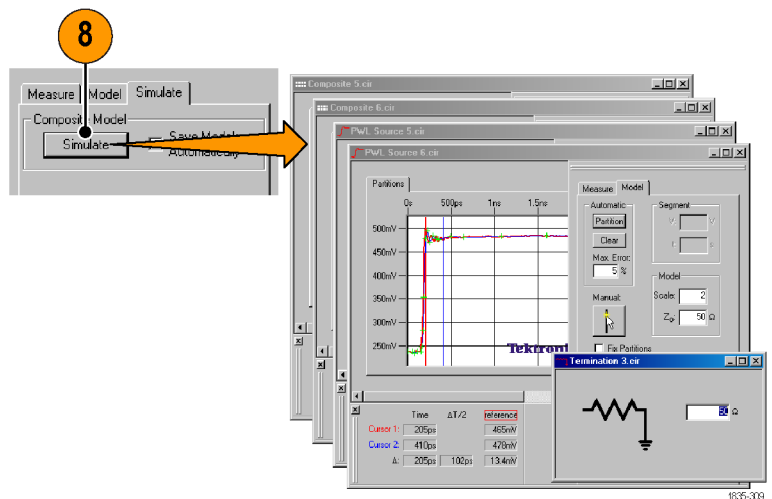 8
Measure Model Simulate
Composite Model
Simulate
Save Models
Automatically
Composite 5.cir
Composite 6.cir
PWL Source 5.cir
PWL Source 6.cir
Partitions
0s 500ps 1ns 1.5ns
500mV
450mV
400mV
350mV
300mV
250mV
Measure Model
Automatic
Partition
Clear
Max. Error:
5 %
Manual:
Fix Partitions
Segment
V V
t s
Model
Scale: 2
Z₀: 50 Ω
Termination 3.cir
50 Ω
Time ΔT/2 reference
Cursor 1: 205ps 465mV
Cursor 2: 410ps 478mV
Δ: 205ps 102ps 13.4mV
1835-309